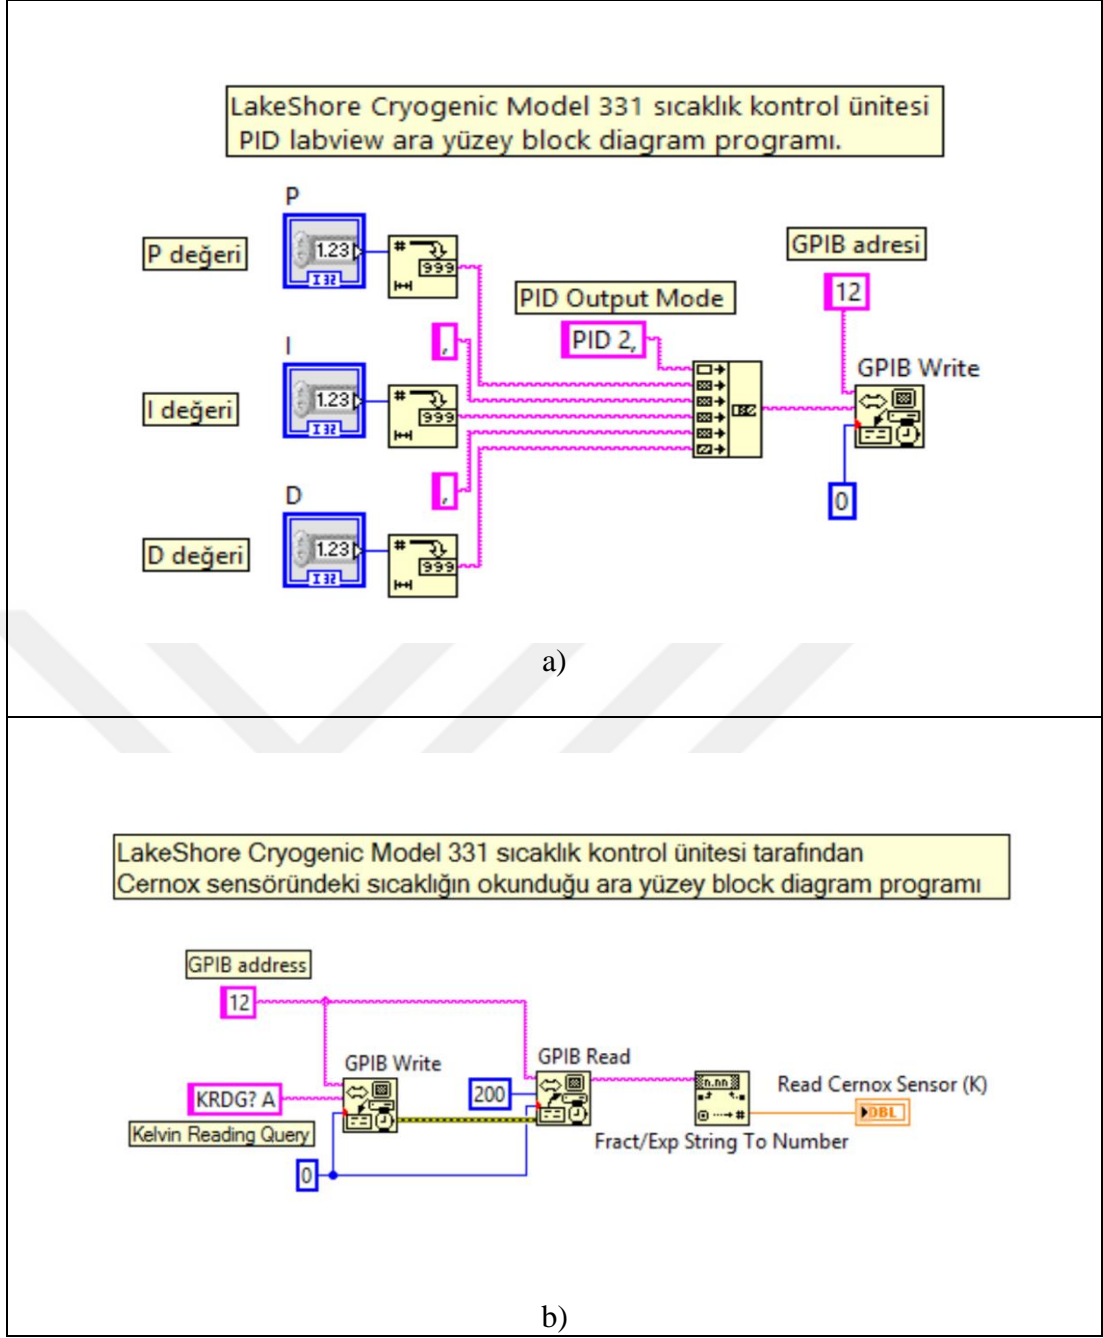 LakeShore Cryogenic Model 331 sıcaklık kontrol ünitesi
PID labview ara yüzey block diagram programı.
P
P değeri
1.23
I32
#
999
GPIB adresi
12
PID Output Mode
PID 2,
,
GPIB Write
I
I değeri
1.23
I32
#
999
0
,
D
D değeri
1.23
I32
#
999
a)
LakeShore Cryogenic Model 331 sıcaklık kontrol ünitesi tarafından
Cernox sensöründeki sıcaklığın okunduğu ara yüzey block diagram programı
GPIB address
12
GPIB Write
GPIB Read
KRDG? A
200
n.nn
#
Read Cernox Sensor (K)
DBL
Kelvin Reading Query
Fract/Exp String To Number
0
b)